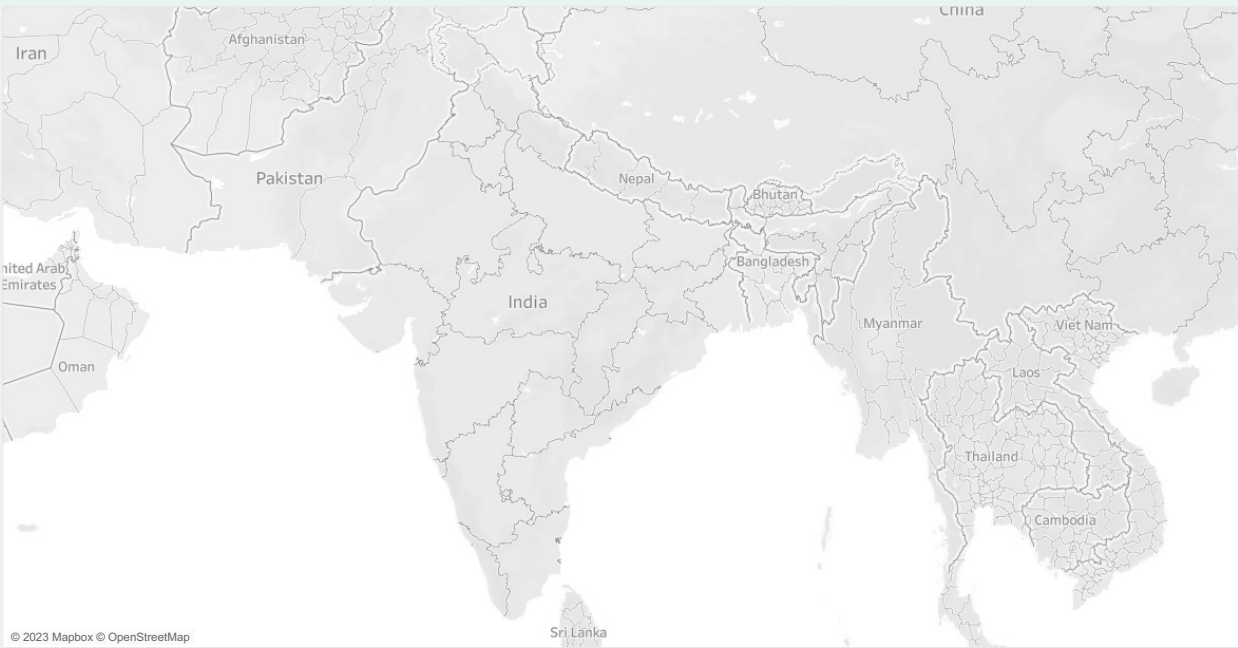 China
Afghanistan
Iran
Pakistan
Nepal
Bhutan
Bangladesh
nited Arab
Emirates
India
Myanmar
Viet Nam
Oman
Laos
Thailand
Cambodia
Sri Lanka
© 2023 Mapbox © OpenStreetMap